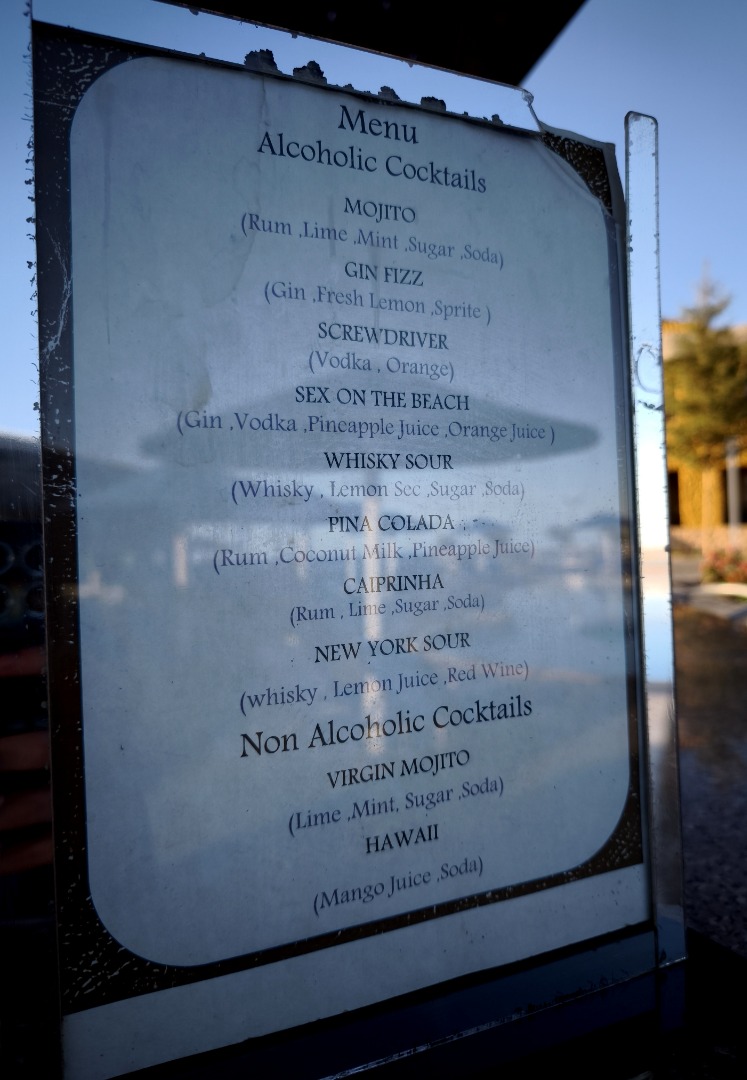 Menu
Alcoholic Cocktails
MOJITO
(Rum ,Lime ,Mint ,Sugar ,Soda)
GIN FIZZ
(Gin ,Fresh Lemon ,Sprite )
SCREWDRIVER
(Vodka , Orange)
SEX ON THE BEACH
(Gin ,Vodka ,Pineapple Juice ,Orange Juice )
WHISKY SOUR
(Whisky , Lemon Sec ,Sugar ,Soda)
PINA COLADA
(Rum ,Coconut Milk ,Pineapple Juice)
CAIPRINHA
(Rum , Lime ,Sugar ,Soda)
NEW YORK SOUR
(whisky , Lemon Juice ,Red Wine)
Non Alcoholic Cocktails
VIRGIN MOJITO
(Lime ,Mint, Sugar ,Soda)
HAWAII
(Mango Juice ,Soda)